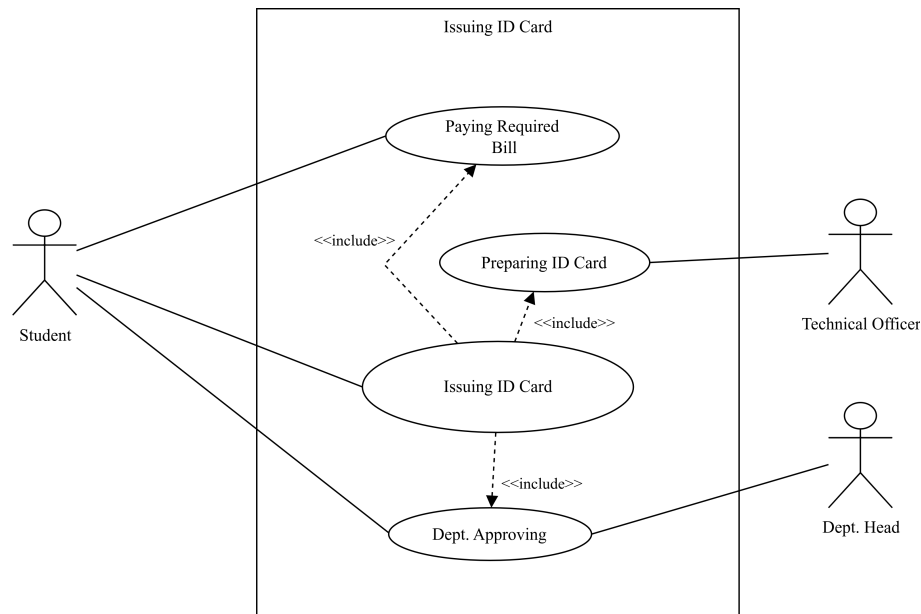 Issuing ID Card
Paying Required
Bill
<<include>>
Preparing ID Card
<<include>>
Student
Technical Officer
Issuing ID Card
<<include>>
Dept. Approving
Dept. Head